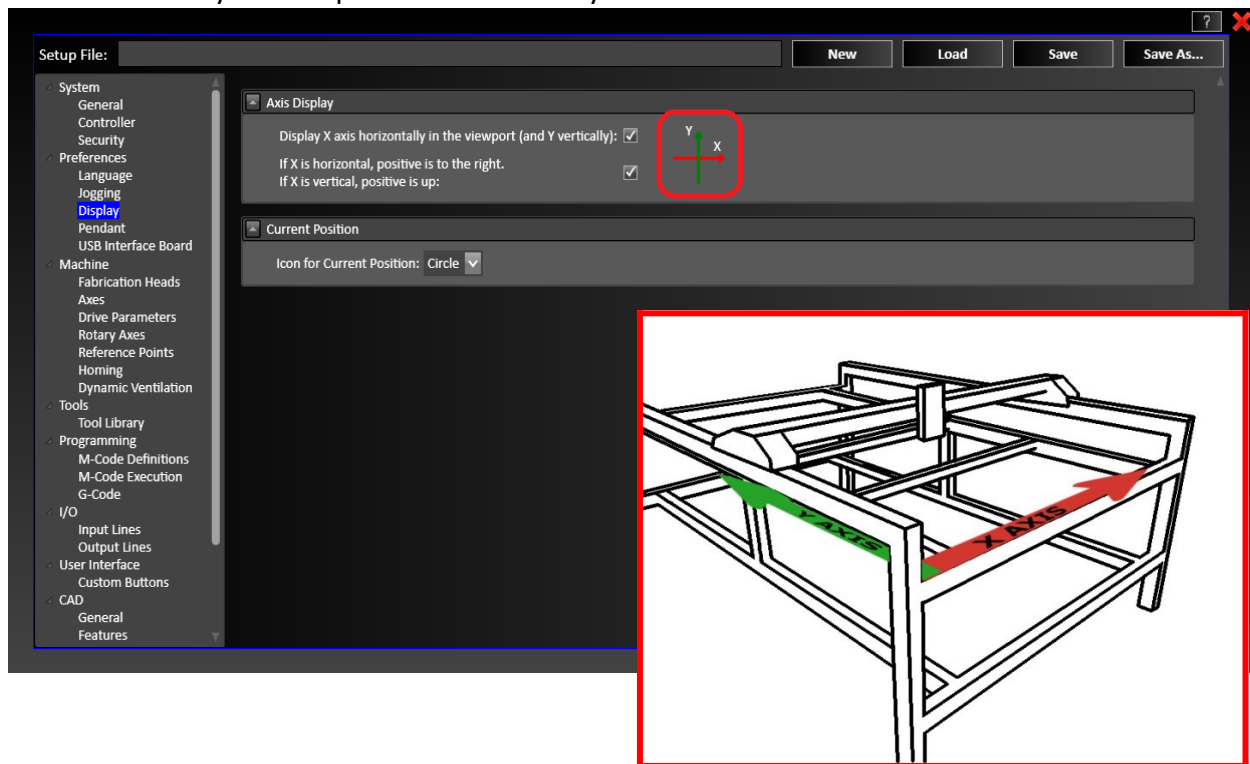 ?
Setup File:
New
Load
Save
Save As...
System
General
Controller
Security
Preferences
Language
Jogging
Display
Pendant
USB Interface Board
Machine
Fabrication Heads
Axes
Drive Parameters
Rotary Axes
Reference Points
Homing
Dynamic Ventilation
Tools
Tool Library
Programming
M-Code Definitions
M-Code Execution
G-Code
I/O
Input Lines
Output Lines
User Interface
Custom Buttons
CAD
General
Features
Axis Display
Display X axis horizontally in the viewport (and Y vertically):
If X is horizontal, positive is to the right.
If X is vertical, positive is up:
Y
X
Current Position
Icon for Current Position: Circle
Y AXIS
X AXIS